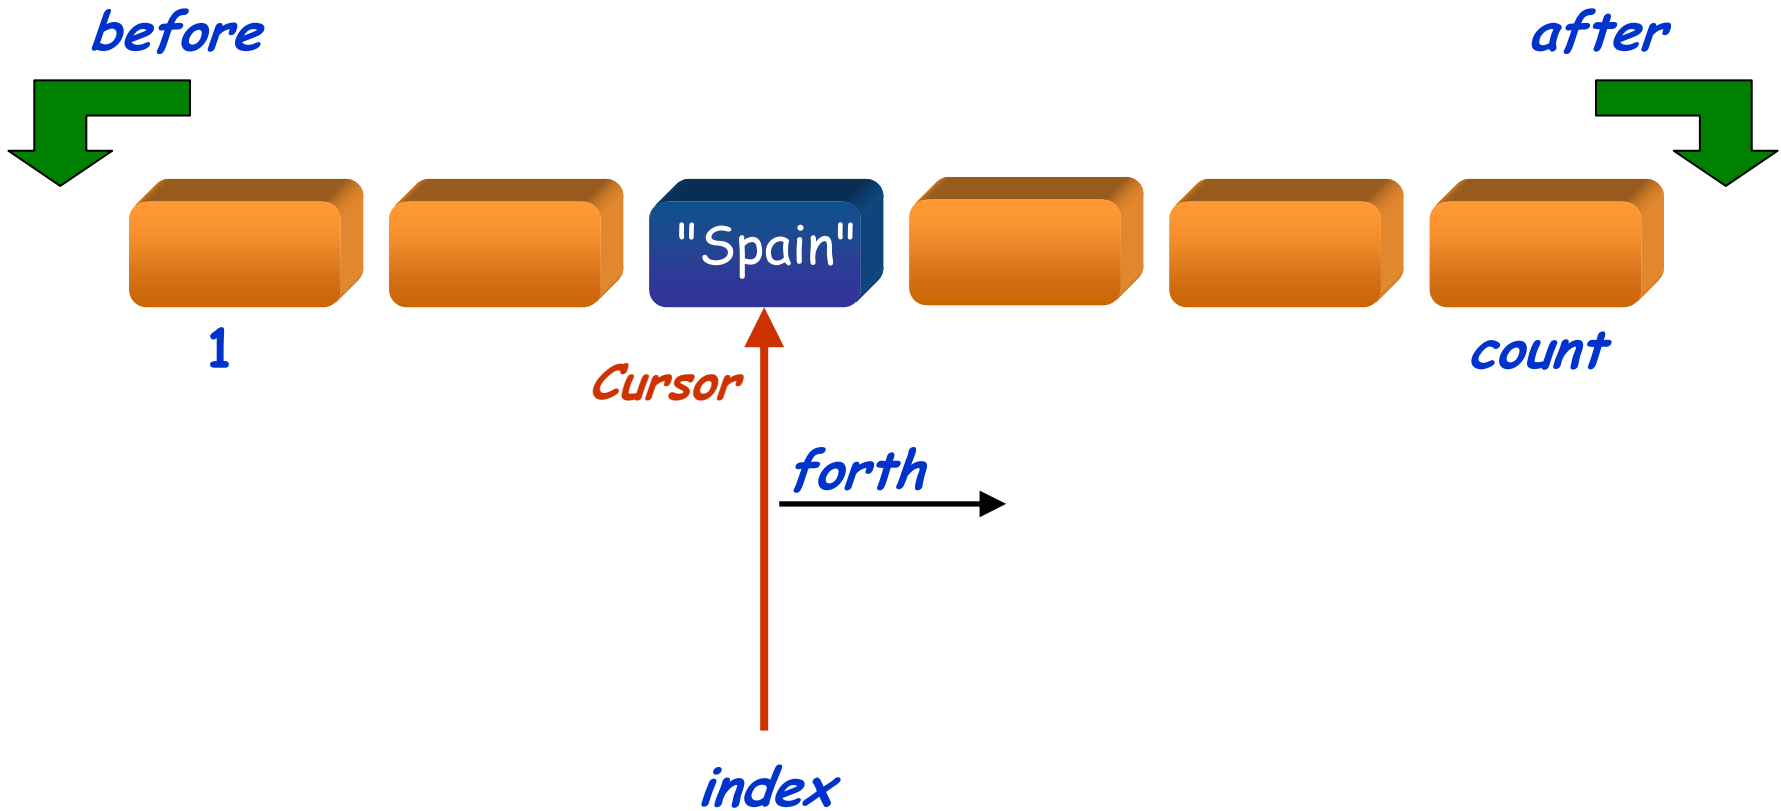 before
after
"Spain"
1
count
Cursor
forth
index